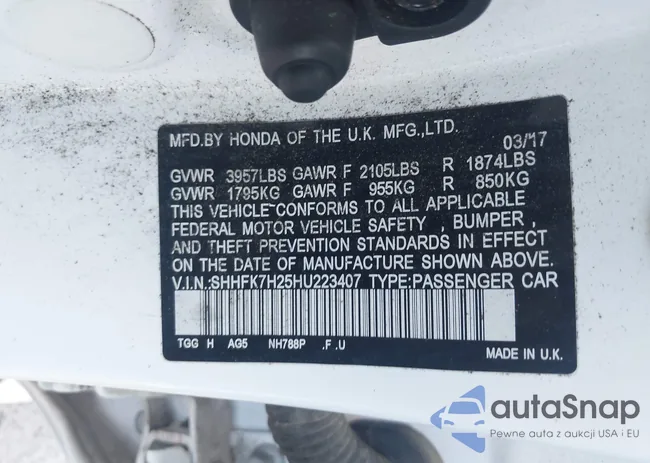 MFD.BY HONDA OF THE U.K. MFG.,LTD.
03/17
GVWR 3957LBS GAWR F 2105LBS R 1874LBS
GVWR 1795KG GAWR F 955KG R 850KG
THIS VEHICLE CONFORMS TO ALL APPLICABLE
FEDERAL MOTOR VEHICLE SAFETY , BUMPER ,
AND THEFT PREVENTION STANDARDS IN EFFECT
ON THE DATE OF MANUFACTURE SHOWN ABOVE.
V.I.N.:SHHFK7H25HU223407 TYPE:PASSENGER CAR
TGG H AG5 NH788P .F .U
MADE IN U.K.
autaSnap
Pewne auta z aukcji USA i EU